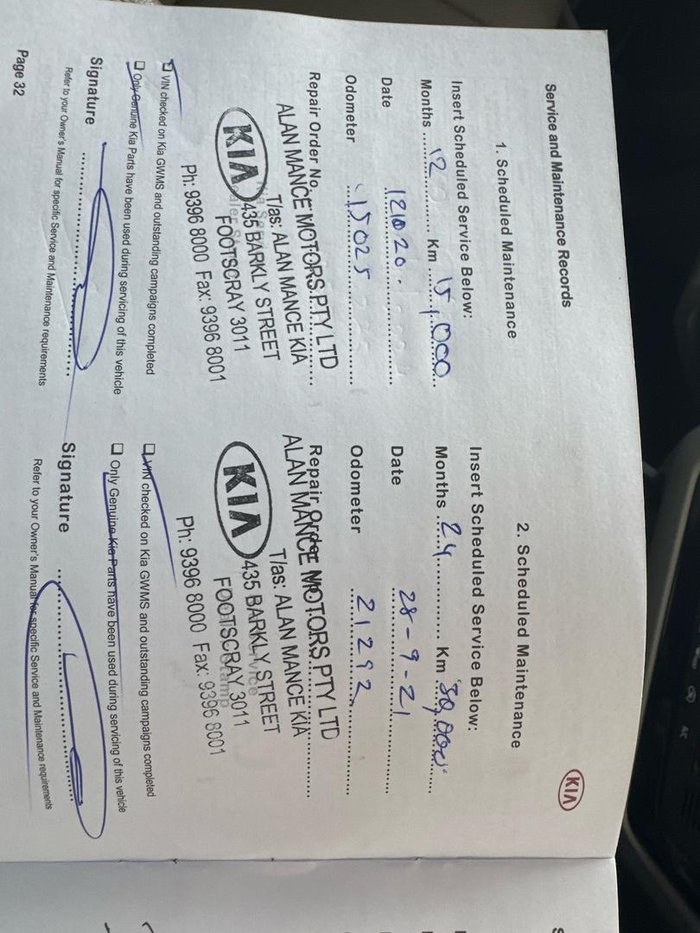 Service and Maintenance Records
KIA
1. Scheduled Maintenance
Insert Scheduled Service Below:
Months 12 Km 15,000
Date
Odometer 15025
Repair Order No.
ALAN MANCE MOTORS PTY LTD
T/as: ALAN MANCE KIA
KIA 435 BARKLY STREET
FOOTSCRAY 3011
Ph: 9396 8000 Fax: 9396 8001
❑ VIN checked on Kia GWMS and outstanding campaigns completed
❑ Only Genuine Kia Parts have been used during servicing of this vehicle
Signature
Refer to your Owner's Manual for specific Service and Maintenance requirements
Page 32
2. Scheduled Maintenance
Insert Scheduled Service Below:
Months 24 Km 30,000
Date 28-9-21
Odometer 21292
Repair Order
ALAN MANCE MOTORS PTY LTD
T/as: ALAN MANCE KIA
KIA 435 BARKLY STREET
FOOTSCRAY 3011
Ph: 9396 8000 Fax: 9396 8001
❑ VIN checked on Kia GWMS and outstanding campaigns completed
❑ Only Genuine Kia Parts have been used during servicing of this vehicle
Signature
Refer to your Owner's Manual for specific Service and Maintenance requirements